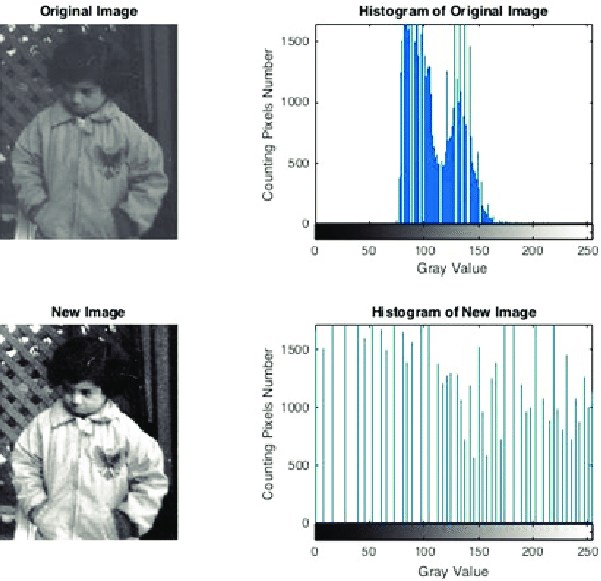 Original Image
Histogram of Original Image
Counting Pixels Number
1500
1000
500
0
0 50 100 150 200 250
Gray Value
New Image
Histogram of New Image
Counting Pixels Number
1500
1000
500
0
0 50 100 150 200 250
Gray Value